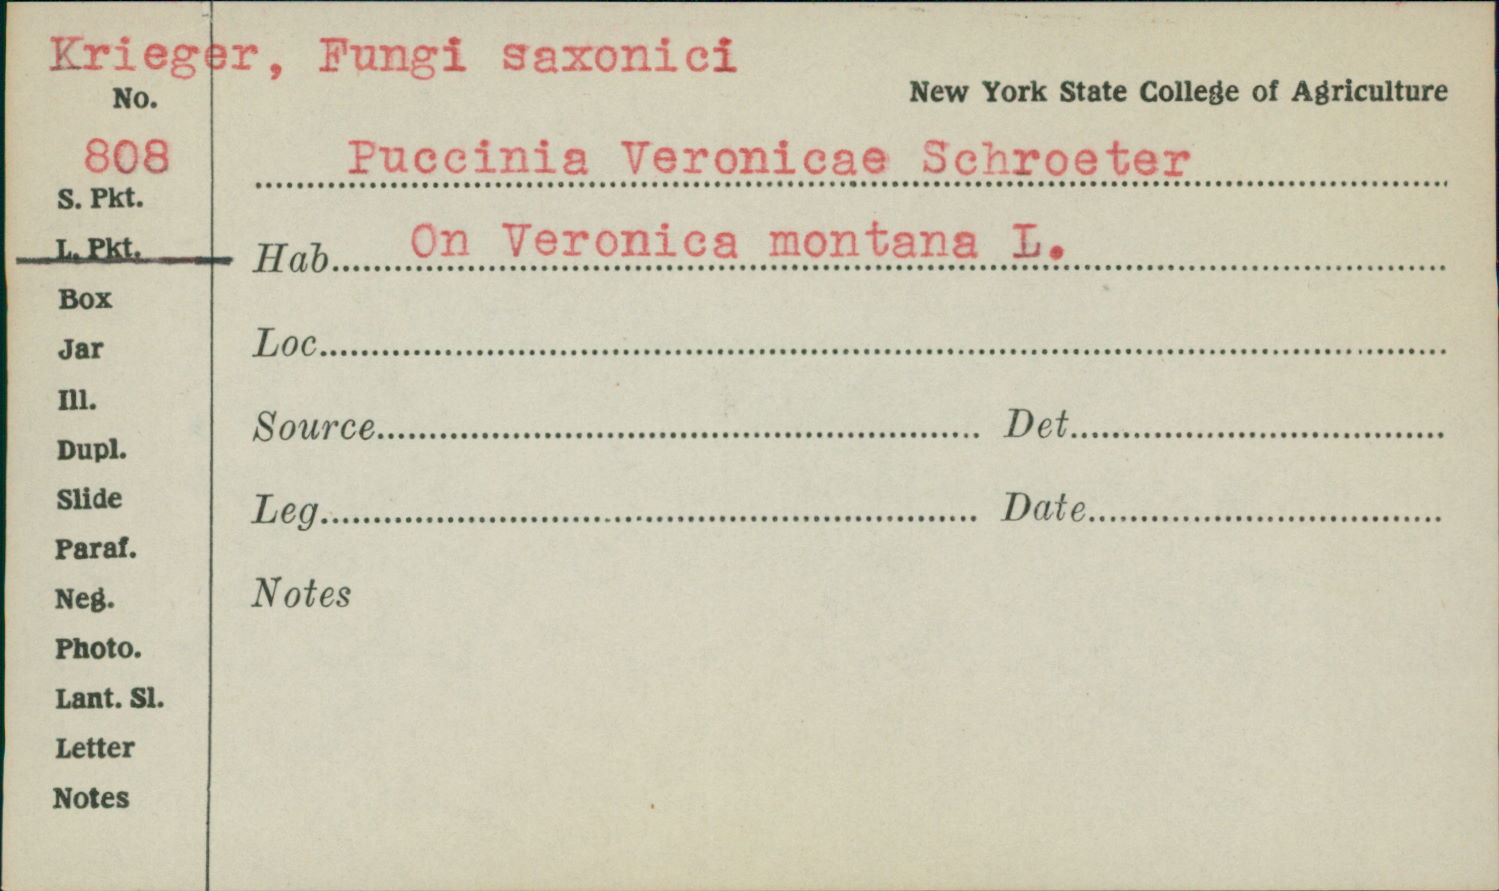 Krieger, Fungi saxonici
No.
New York State College of Agriculture
808
Puccinia Veronicae Schroeter
S. Pkt.
L. Pkt.
Hab. On Veronica montana L.
Box
Loc.
Jar
Ill.
Source
Det.
Dupl.
Slide
Leg.
Date
Paraf.
Neg.
Notes
Photo.
Lant. Sl.
Letter
Notes